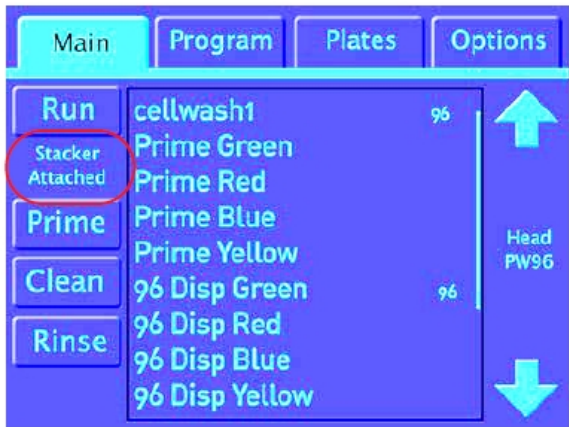 Main
Program
Plates
Options
Run
Stacker
Attached
Prime
Clean
Rinse
cellwash1 96
Prime Green
Prime Red
Prime Blue
Prime Yellow
96 Disp Green 96
96 Disp Red
96 Disp Blue
96 Disp Yellow
Head
PW96